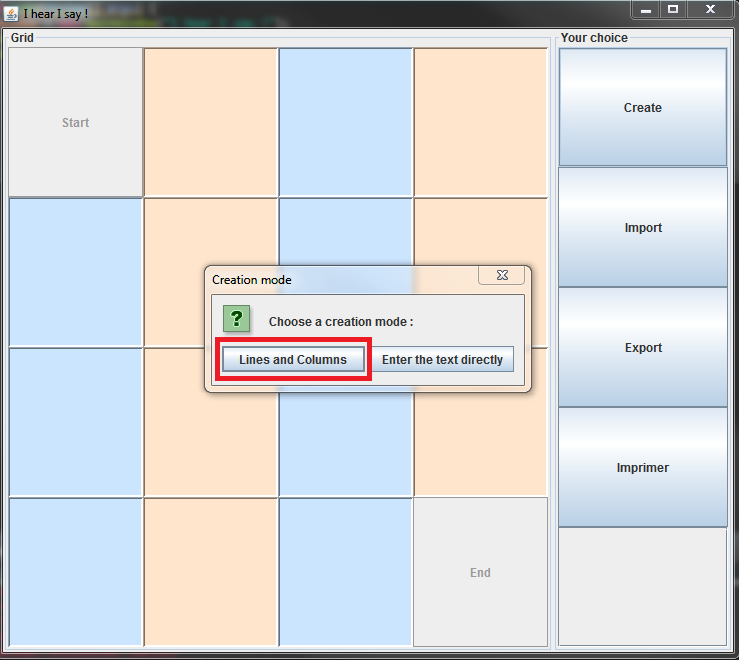 I hear I say !
Grid
Your choice
Start
Create
Import
Creation mode
? Choose a creation mode :
Lines and Columns
Enter the text directly
Export
Imprimer
End